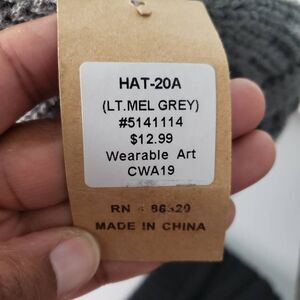 HAT-20A
(LT.MEL GREY)
#5141114
$12.99
Wearable Art
CWA19
RN
MADE IN CHINA